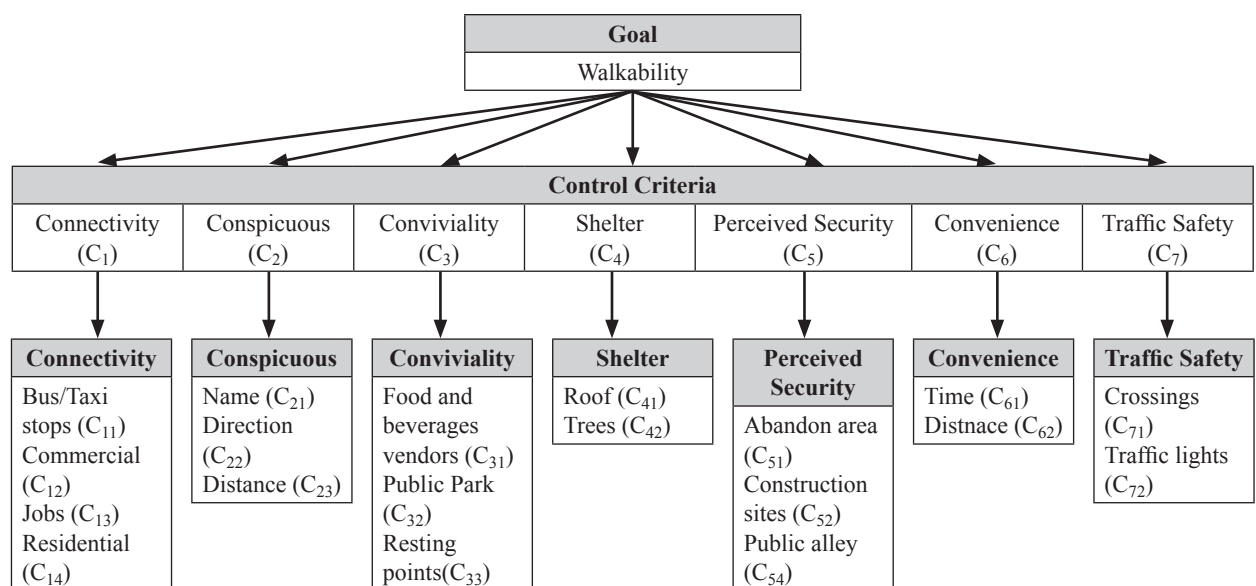 Goal
Walkability
Control Criteria
Connectivity
(C₁)
Conspicuous
(C₂)
Conviviality
(C₃)
Shelter
(C₄)
Perceived Security
(C₅)
Convenience
(C₆)
Traffic Safety
(C₇)
Connectivity
Bus/Taxi
stops (C₁₁)
Commercial
(C₁₂)
Jobs (C₁₃)
Residential
(C₁₄)
Conspicuous
Name (C₂₁)
Direction
(C₂₂)
Distance (C₂₃)
Conviviality
Food and
beverages
vendors (C₃₁)
Public Park
(C₃₂)
Resting
points(C₃₃)
Shelter
Roof (C₄₁)
Trees (C₄₂)
Perceived
Security
Abandon area
(C₅₁)
Construction
sites (C₅₂)
Public alley
(C₅₄)
Convenience
Time (C₆₁)
Distnace (C₆₂)
Traffic Safety
Crossings
(C₇₁)
Traffic lights
(C₇₂)